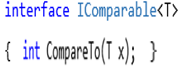 interface IComparable<T>
{ int CompareTo(T x); }